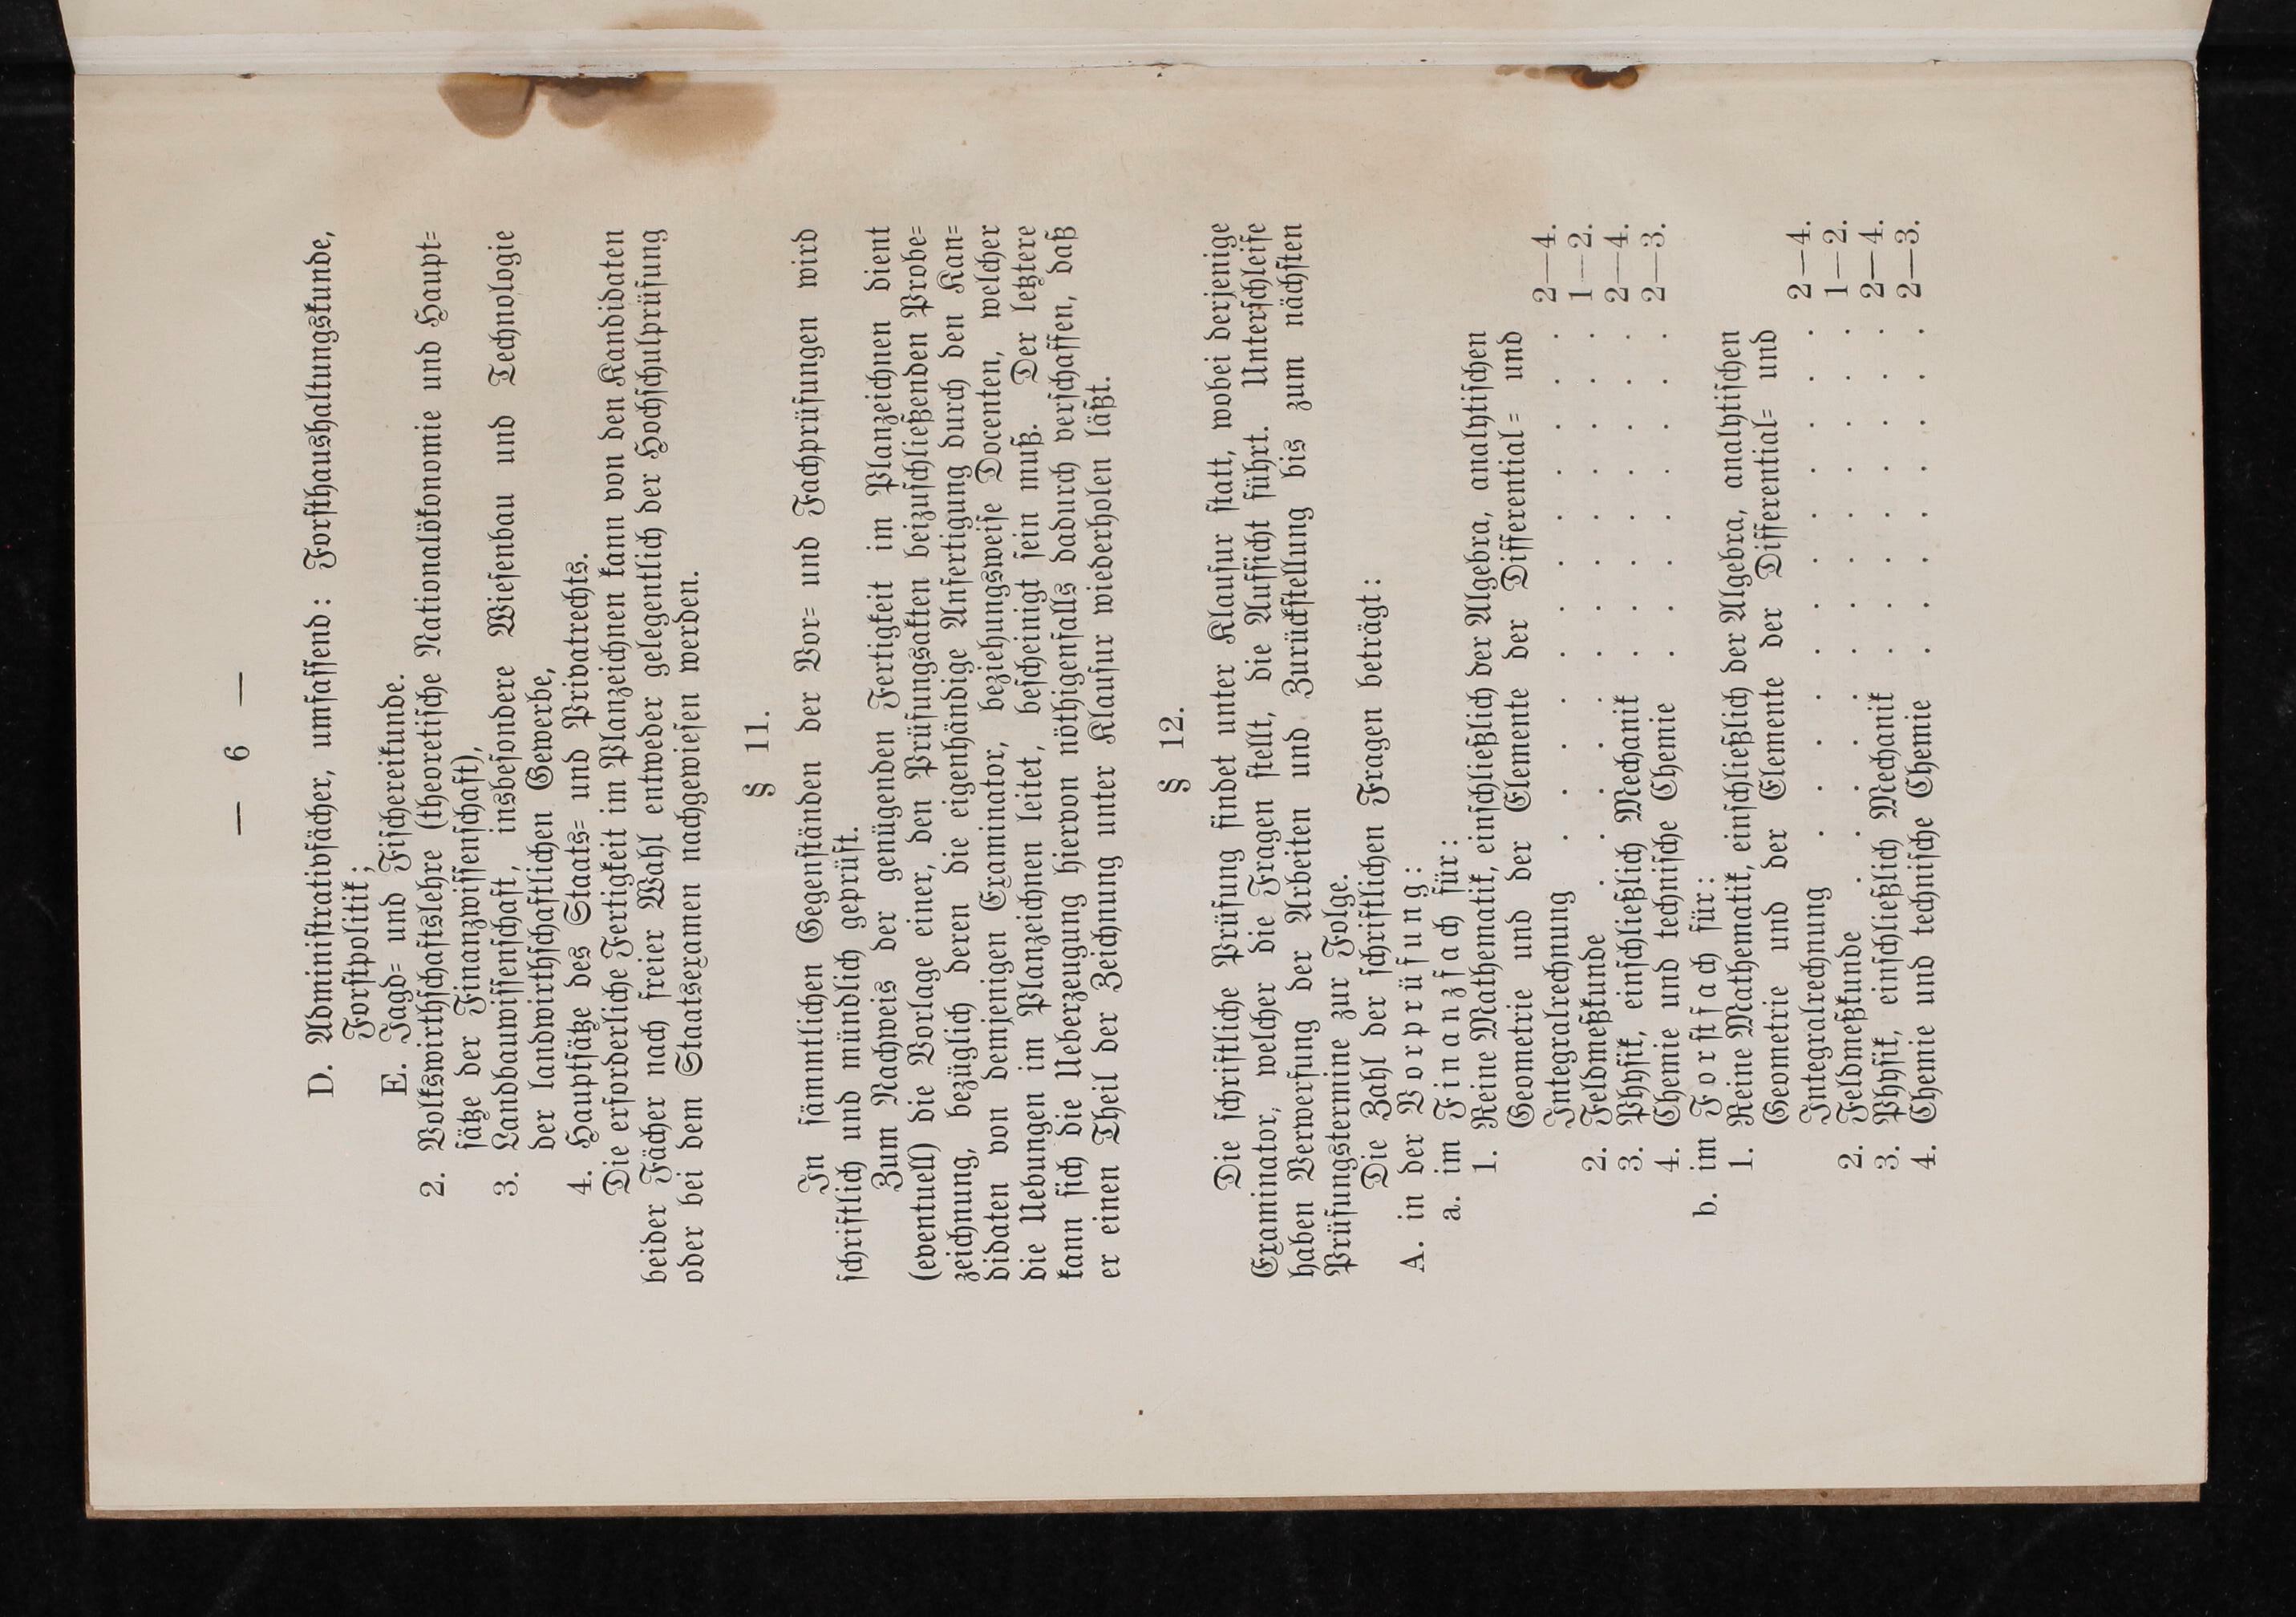 — 6 —
D. Administrativfächer, umfassend: Forsthaushaltungskunde,
Forstpolitik;
E. Jagd= und Fischereikunde.
2. Volkswirthschaftslehre (theoretische Nationalökonomie und Haupt=
sätze der Finanzwissenschaft),
3. Landbauwissenschaft, insbesondere Wiesenbau und Technologie
der landwirthschaftlichen Gewerbe,
4. Hauptsätze des Staats= und Privatrechts.
Die erforderliche Fertigkeit im Planzeichnen kann von den Kandidaten
beider Fächer nach freier Wahl entweder gelegentlich der Hochschulprüfung
oder bei dem Staatsexamen nachgewiesen werden.
§ 11.
In sämmtlichen Gegenständen der Vor= und Fachprüfungen wird
schriftlich und mündlich geprüft.
Zum Nachweis der genügenden Fertigkeit im Planzeichnen dient
(eventuell) die Vorlage einer, den Prüfungsakten beizuschließenden Probe=
zeichnung, bezüglich deren die eigenhändige Anfertigung durch den Kan=
didaten von demjenigen Examinator, beziehungsweise Docenten, welcher
die Uebungen im Planzeichnen leitet, bescheinigt sein muß. Der letztere
kann sich die Ueberzeugung hiervon nöthigenfalls dadurch verschaffen, daß
er einen Theil der Zeichnung unter Klausur wiederholen läßt.
§ 12.
Die schriftliche Prüfung findet unter Klausur statt, wobei derjenige
Examinator, welcher die Fragen stellt, die Aufsicht führt. Unterschleife
haben Verwerfung der Arbeiten und Zurückstellung bis zum nächsten
Prüfungstermine zur Folge.
Die Zahl der schriftlichen Fragen beträgt:
A. in der Vorprüfung:
a. im Finanzfach für:
1. Reine Mathematik, einschließlich der Algebra, analytischen
Geometrie und der Elemente der Differential= und
Integralrechnung . . . . . . . . . . . . 2—4.
2. Feldmeßkunde . . . . . . . . . . . . . 1—2.
3. Physik, einschließlich Mechanik . . . . . . . . 2—4.
4. Chemie und technische Chemie . . . . . . . . 2—3.
b. im Forstfach für:
1. Reine Mathematik, einschließlich der Algebra, analytischen
Geometrie und der Elemente der Differential= und
Integralrechnung . . . . . . . . . . . . 2—4.
2. Feldmeßkunde . . . . . . . . . . . . . 1—2.
3. Physik, einschließlich Mechanik . . . . . . . . 2—4.
4. Chemie und technische Chemie . . . . . . . . 2—3.